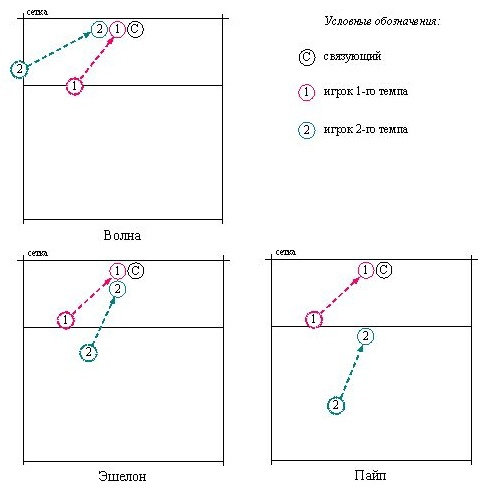 сетка
2 1 С
2
1
Волна
Условные обозначения:
С связующий
1 игрок 1-го темпа
2 игрок 2-го темпа
сетка
1 С
2
1
2
Эшелон
сетка
1 С
1
2
2
Пайп